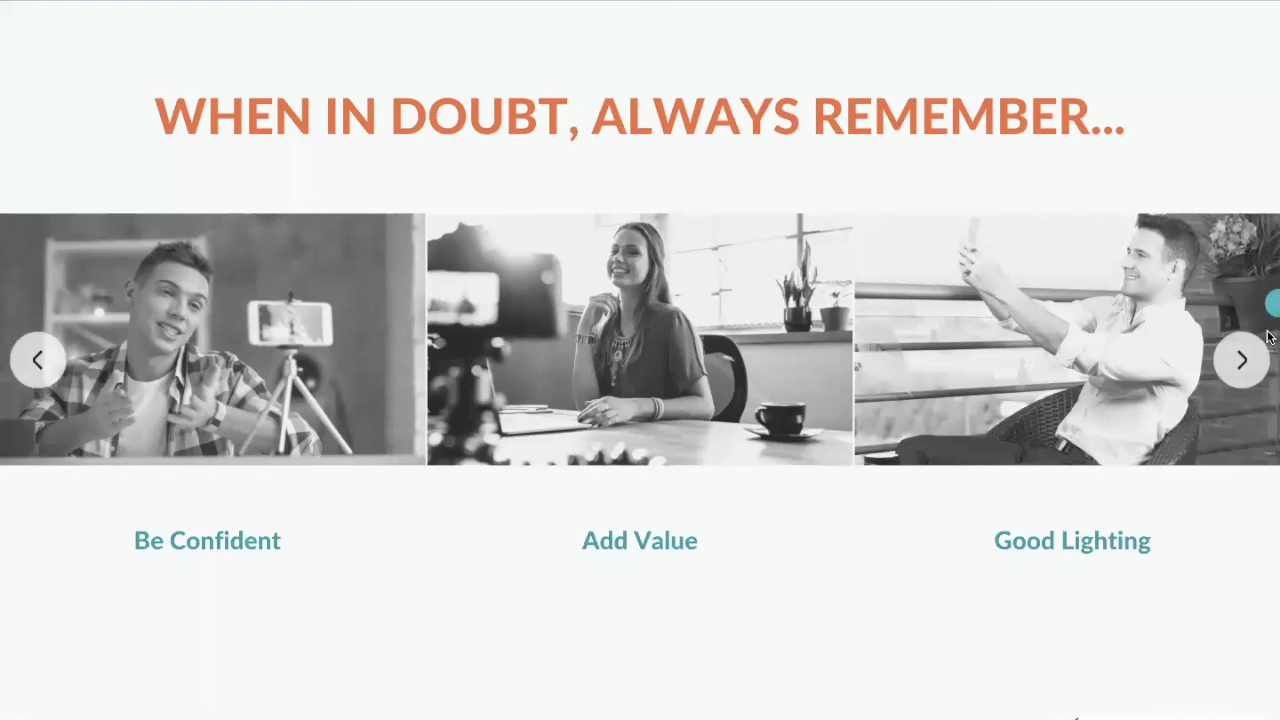 WHEN IN DOUBT, ALWAYS REMEMBER...
Be Confident
Add Value
Good Lighting